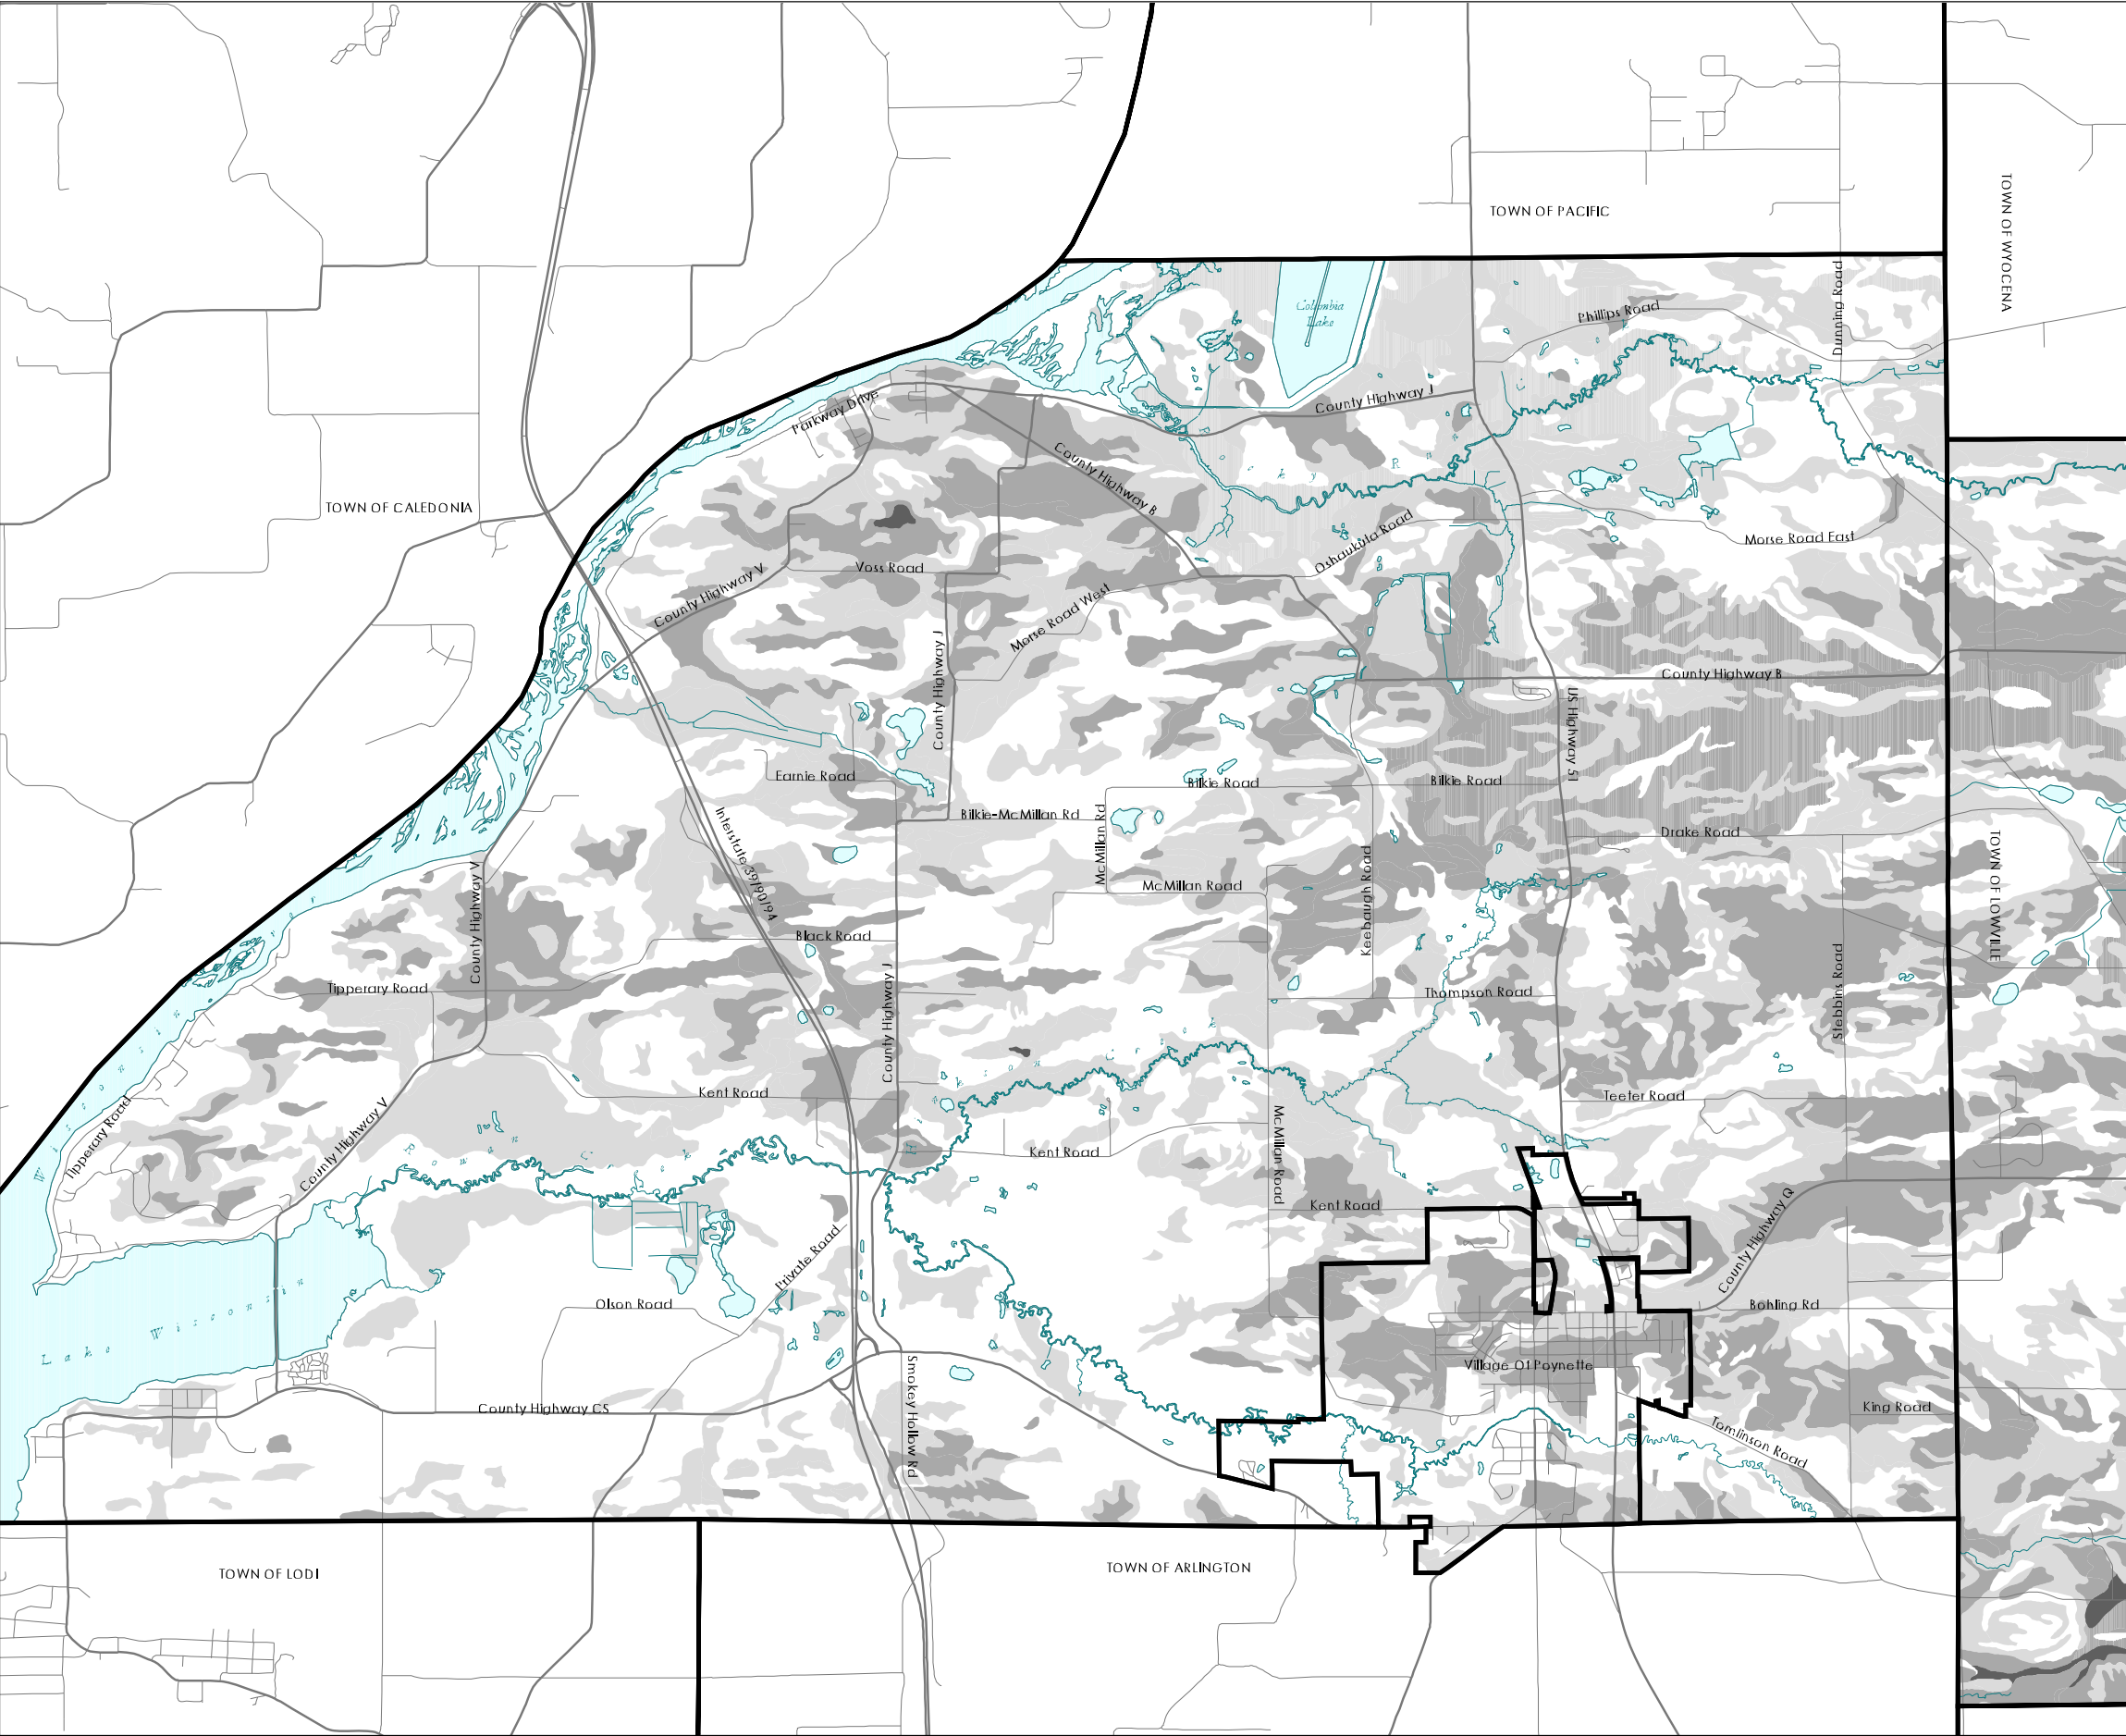 TOWN OF PACIFIC
TOWN OF WYOCENA
Columbia
Lake
Phillips Road
Dunning Road
Parkway Drive
County Highway J
County Highway B
TOWN OF CALEDONIA
Oshaukuta Road
Morse Road East
Voss Road
County Highway V
Morse Road West
County Highway J
County Highway B
US Highway 51
Earnie Road
Bilkie Road
Bilkie Road
Interstate 39/90/94
Bilkie-McMillan Rd
McMillan Rd
Drake Road
TOWN OF LOWVILLE
County Highway V
McMillan Road
Keebaugh Road
Black Road
Stebbins Road
Tipperary Road
County Highway J
Thompson Road
Kent Road
Teeter Road
Tipperary Road
County Highway V
Rowan Creek
Kent Road
McMillan Road
Kent Road
County Highway Q
Private Road
Olson Road
Bohling Rd
Lake Wisconsin
Village Of Poynette
Smokey Hollow Rd
County Highway CS
King Road
Tomlinson Road
TOWN OF LODI
TOWN OF ARLINGTON